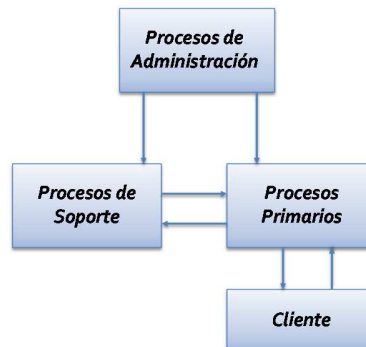 Procesos de
Administración
Procesos de
Soporte
Procesos
Primarios
Cliente